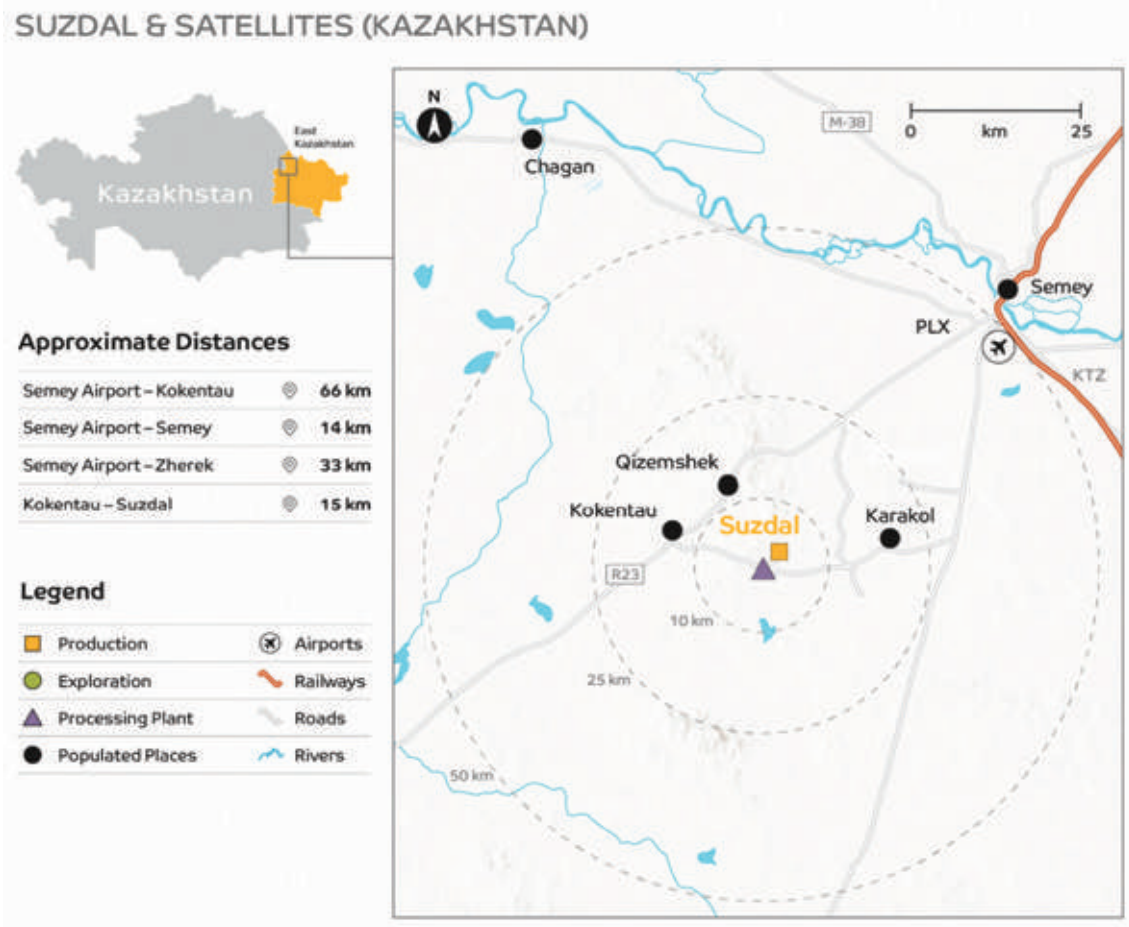 SUZDAL & SATELLITES (KAZAKHSTAN)
East
Kazakhstan
Kazakhstan
Approximate Distances
Semey Airport – Kokentau 66 km
Semey Airport – Semey 14 km
Semey Airport – Zherek 33 km
Kokentau – Suzdal 15 km
Legend
Production Airports
Exploration Railways
Processing Plant Roads
Populated Places Rivers
N
M-38
0 km 25
Chagan
Semey
PLX
KTZ
Qizemshek
Kokentau
Suzdal
Karakol
R23
10 km
25 km
50 km